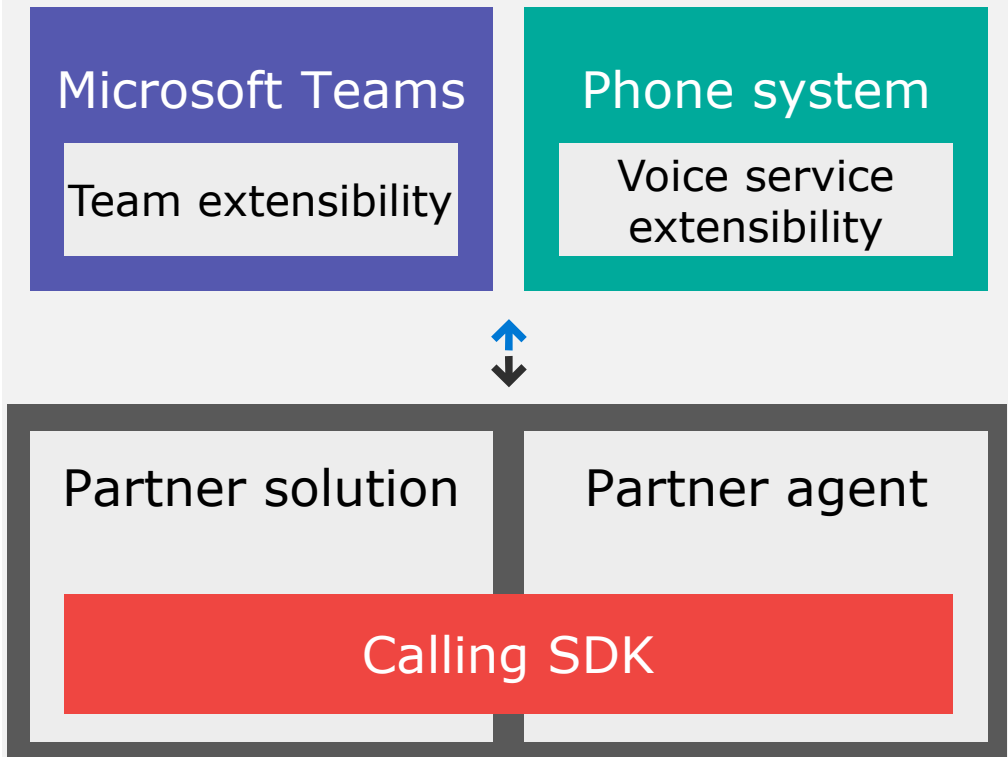 Microsoft Teams
Team extensibility
Phone system
Voice service
extensibility
Partner solution
Partner agent
Calling SDK